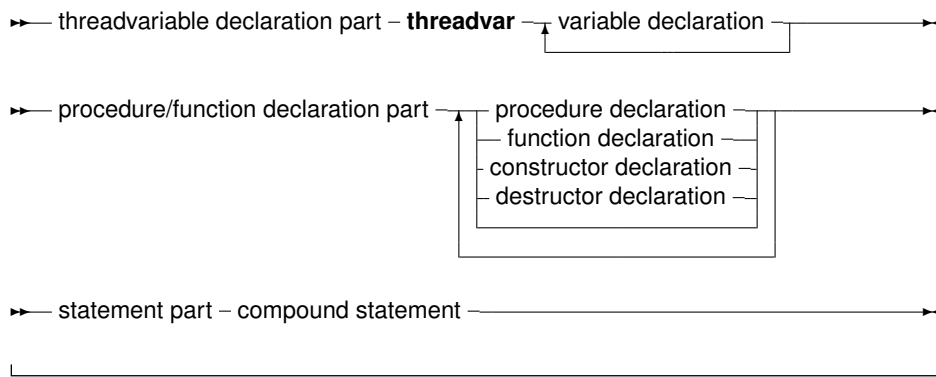 threadvariable declaration part threadvar variable declaration
procedure/function declaration part procedure declaration
function declaration
constructor declaration
destructor declaration
statement part compound statement